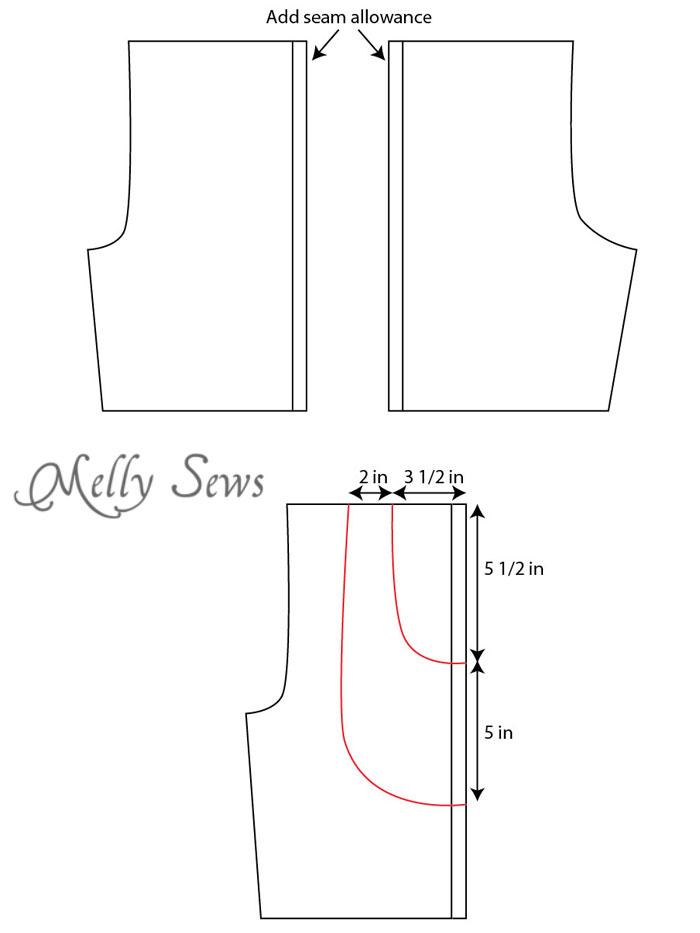 Add seam allowance
Melly Sews
2 in 3 1/2 in
5 1/2 in
5 in